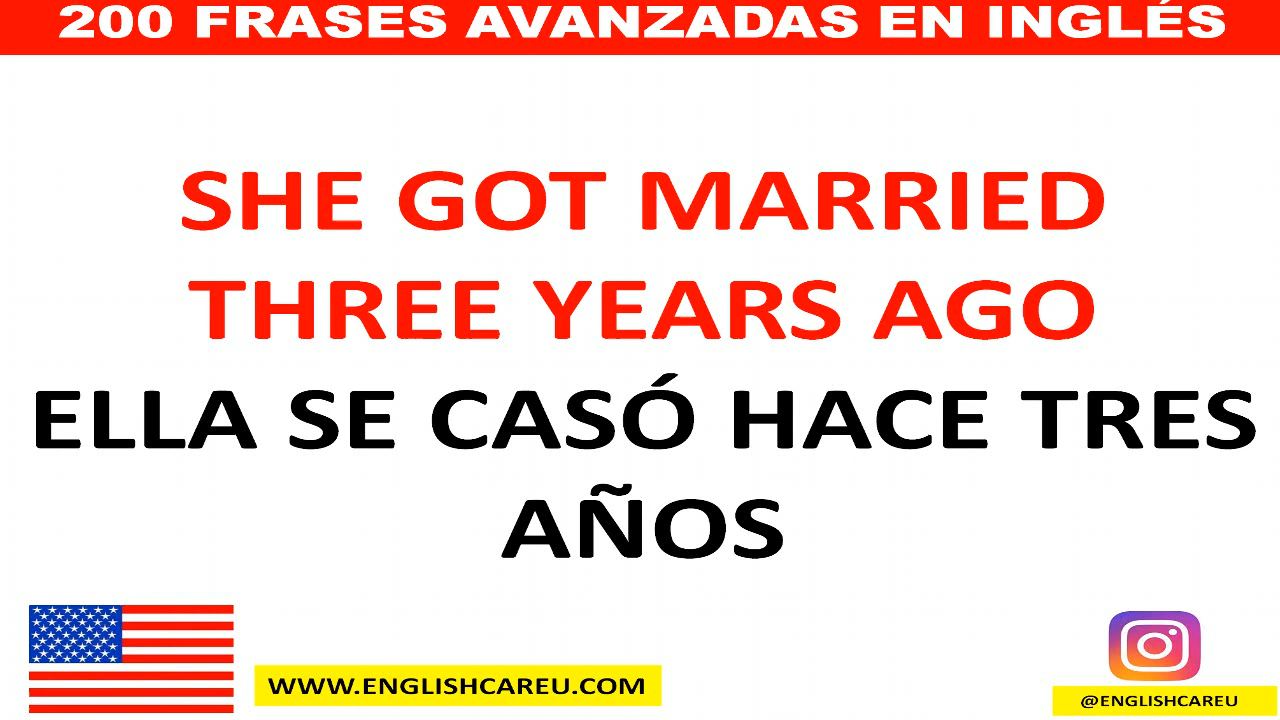 200 FRASES AVANZADAS EN INGLÉS
SHE GOT MARRIED
THREE YEARS AGO
ELLA SE CASÓ HACE TRES
AÑOS
WWW.ENGLISHCAREU.COM
@ENGLISHCAREU